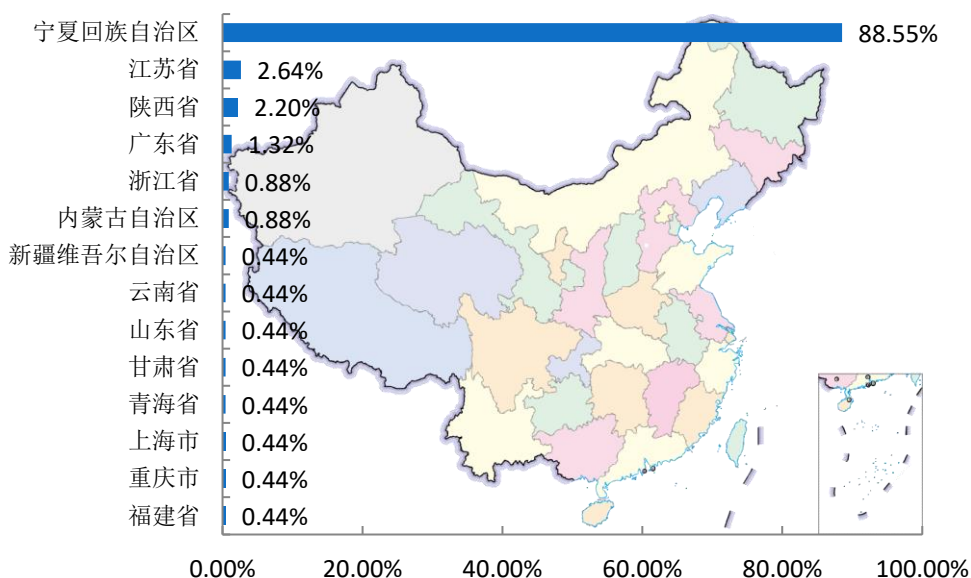 宁夏回族自治区 88.55%
江苏省 2.64%
陕西省 2.20%
广东省 1.32%
浙江省 0.88%
内蒙古自治区 0.88%
新疆维吾尔自治区 0.44%
云南省 0.44%
山东省 0.44%
甘肃省 0.44%
青海省 0.44%
上海市 0.44%
重庆市 0.44%
福建省 0.44%
0.00% 20.00% 40.00% 60.00% 80.00% 100.00%